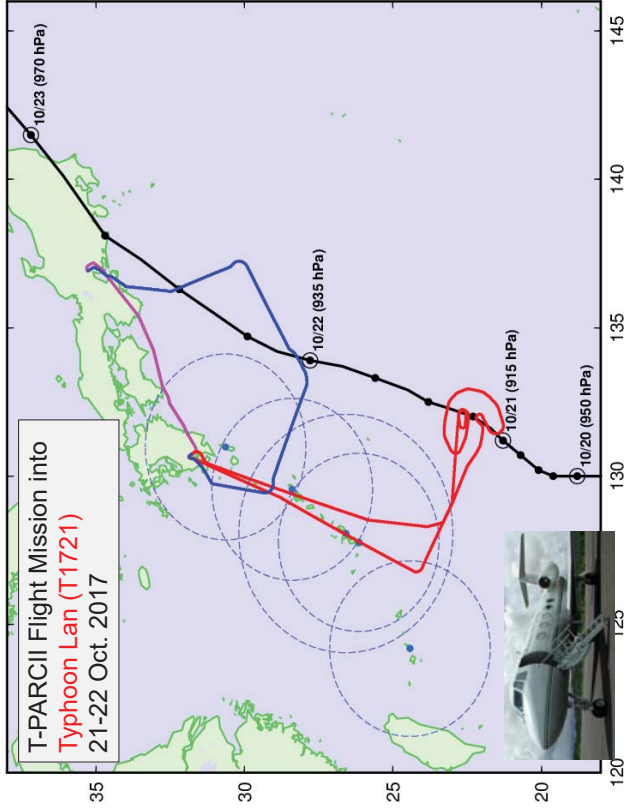 T-PARCII Flight Mission into
Typhoon Lan (T1721)
21-22 Oct. 2017
10/23 (970 hPa)
10/22 (935 hPa)
10/21 (915 hPa)
10/20 (950 hPa)
35
30
25
20
120
125
130
135
140
145